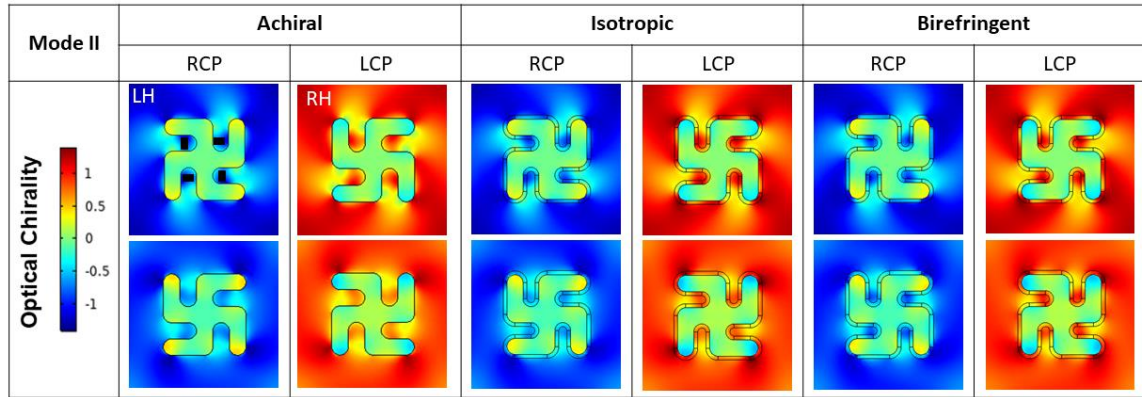 Mode II
Achiral
Isotropic
Birefringent
RCP
LCP
RCP
LCP
RCP
LCP
Optical Chirality
1
0.5
0
-0.5
-1
LH
RH